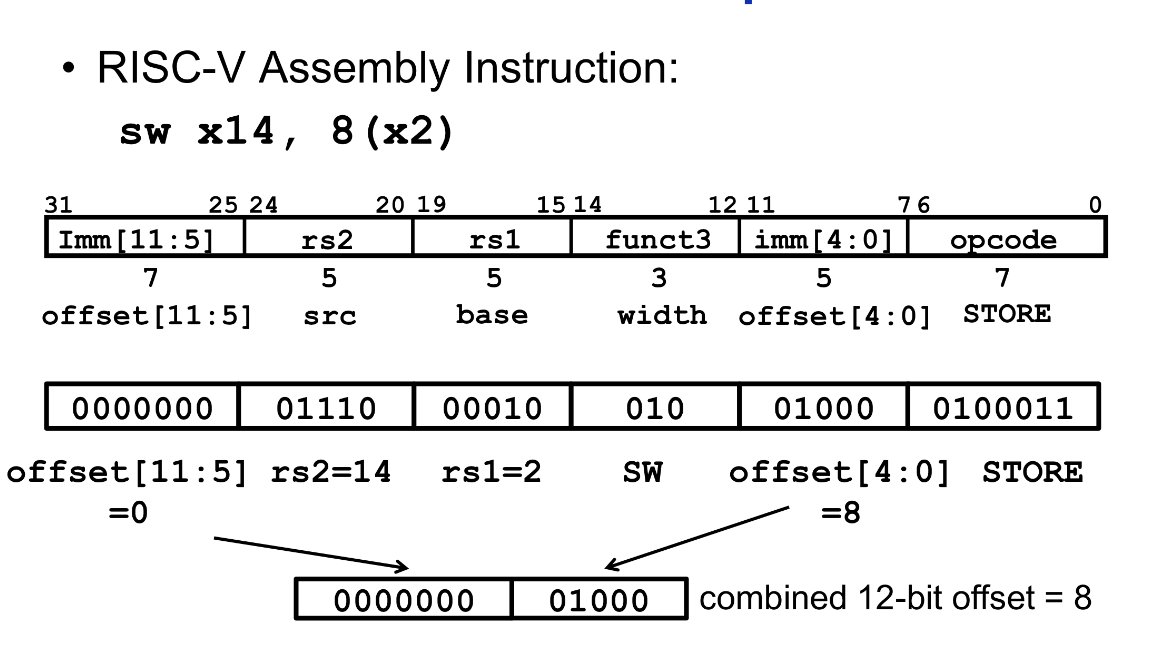 • RISC-V Assembly Instruction:
sw x14, 8(x2)
31 25 24 20 19 15 14 12 11 7 6 0
Imm[11:5] rs2 rs1 funct3 imm[4:0] opcode
7 5 5 3 5 7
offset[11:5] src base width offset[4:0] STORE
0000000 01110 00010 010 01000 0100011
offset[11:5] rs2=14 rs1=2 SW offset[4:0] STORE
=0 =8
0000000 01000 combined 12-bit offset = 8